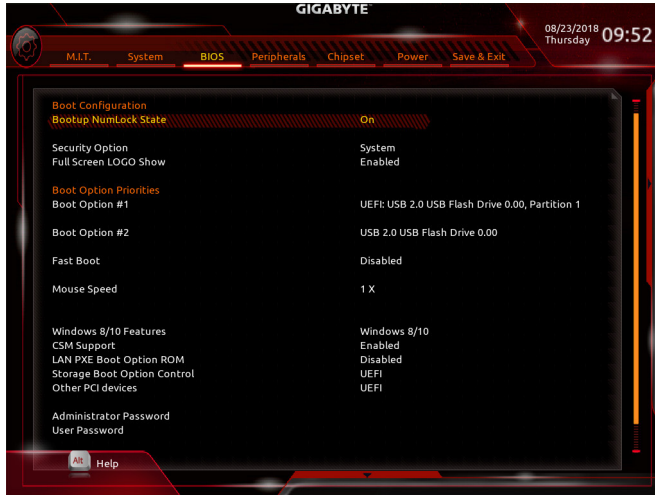 GIGABYTE™
08/23/2018
Thursday
09:52
M.I.T. System BIOS Peripherals Chipset Power Save & Exit
Boot Configuration
Bootup NumLock State On
Security Option System
Full Screen LOGO Show Enabled
Boot Option Priorities
Boot Option #1 UEFI: USB 2.0 USB Flash Drive 0.00, Partition 1
Boot Option #2 USB 2.0 USB Flash Drive 0.00
Fast Boot Disabled
Mouse Speed 1 X
Windows 8/10 Features Windows 8/10
CSM Support Enabled
LAN PXE Boot Option ROM Disabled
Storage Boot Option Control UEFI
Other PCI devices UEFI
Administrator Password
User Password
Alt Help